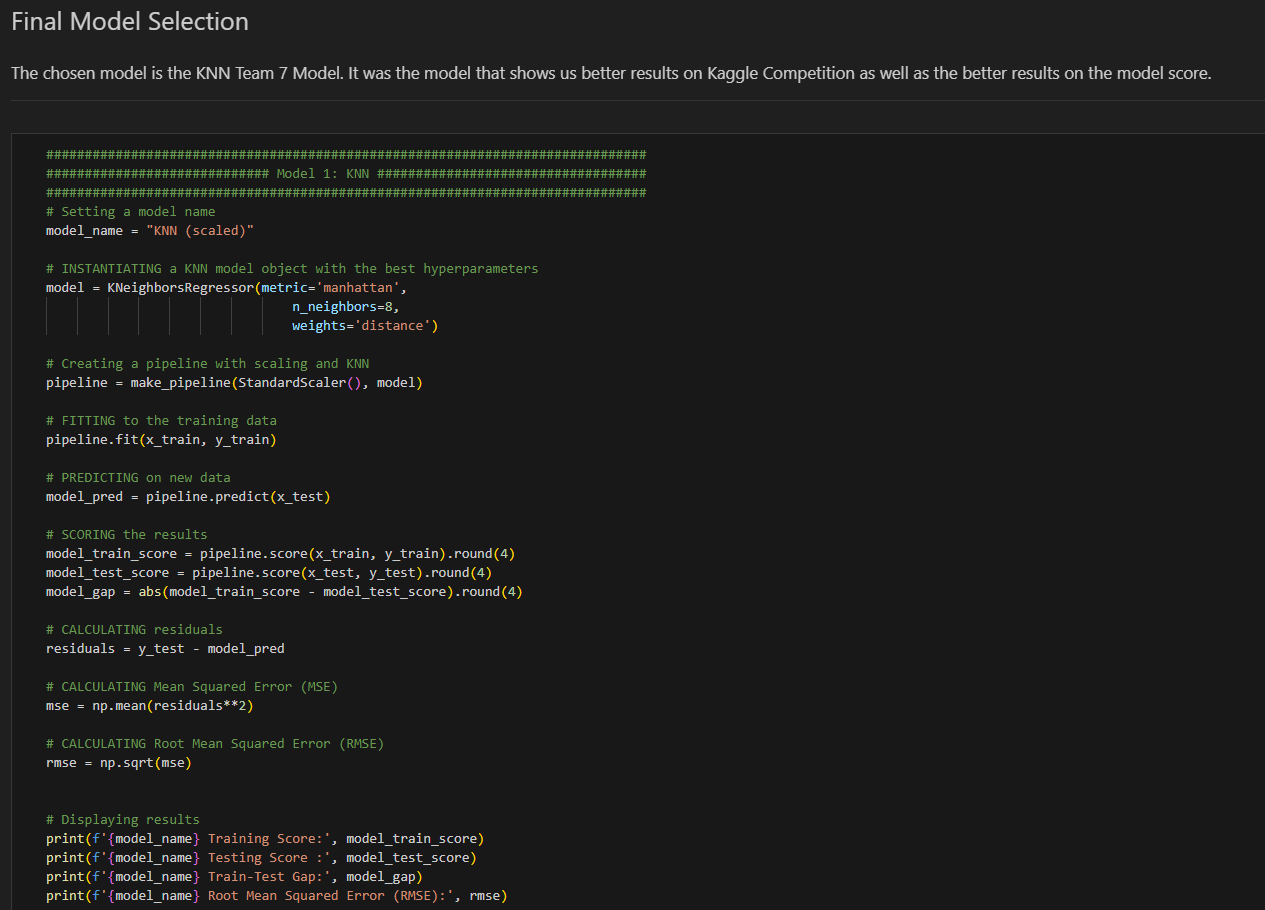 Final Model Selection
The chosen model is the KNN Team 7 Model. It was the model that shows us better results on Kaggle Competition as well as the better results on the model score.
##############################################################################
############################# Model 1: KNN ###################################
##############################################################################
# Setting a model name
model_name = "KNN (scaled)"
# INSTANTIATING a KNN model object with the best hyperparameters
model = KNeighborsRegressor(metric='manhattan',
n_neighbors=8,
weights='distance')
# Creating a pipeline with scaling and KNN
pipeline = make_pipeline(StandardScaler(), model)
# FITTING to the training data
pipeline.fit(x_train, y_train)
# PREDICTING on new data
model_pred = pipeline.predict(x_test)
# SCORING the results
model_train_score = pipeline.score(x_train, y_train).round(4)
model_test_score = pipeline.score(x_test, y_test).round(4)
model_gap = abs(model_train_score - model_test_score).round(4)
# CALCULATING residuals
residuals = y_test - model_pred
# CALCULATING Mean Squared Error (MSE)
mse = np.mean(residuals**2)
# CALCULATING Root Mean Squared Error (RMSE)
rmse = np.sqrt(mse)
# Displaying results
print(f'{model_name} Training Score:', model_train_score)
print(f'{model_name} Testing Score :', model_test_score)
print(f'{model_name} Train-Test Gap:', model_gap)
print(f'{model_name} Root Mean Squared Error (RMSE):', rmse)